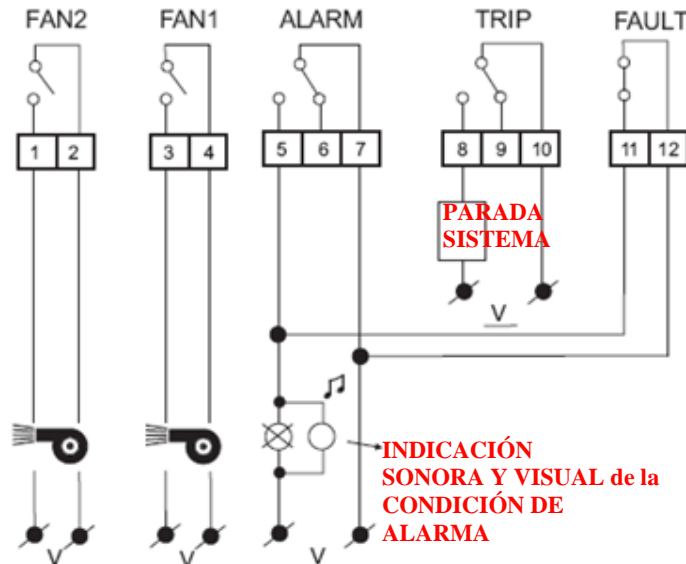 FAN2 FAN1 ALARM TRIP FAULT
1 2 3 4 5 6 7 8 9 10 11 12
PARADA
SISTEMA
V
INDICACIÓN
SONORA Y VISUAL de la
CONDICIÓN DE
ALARMA
V V V